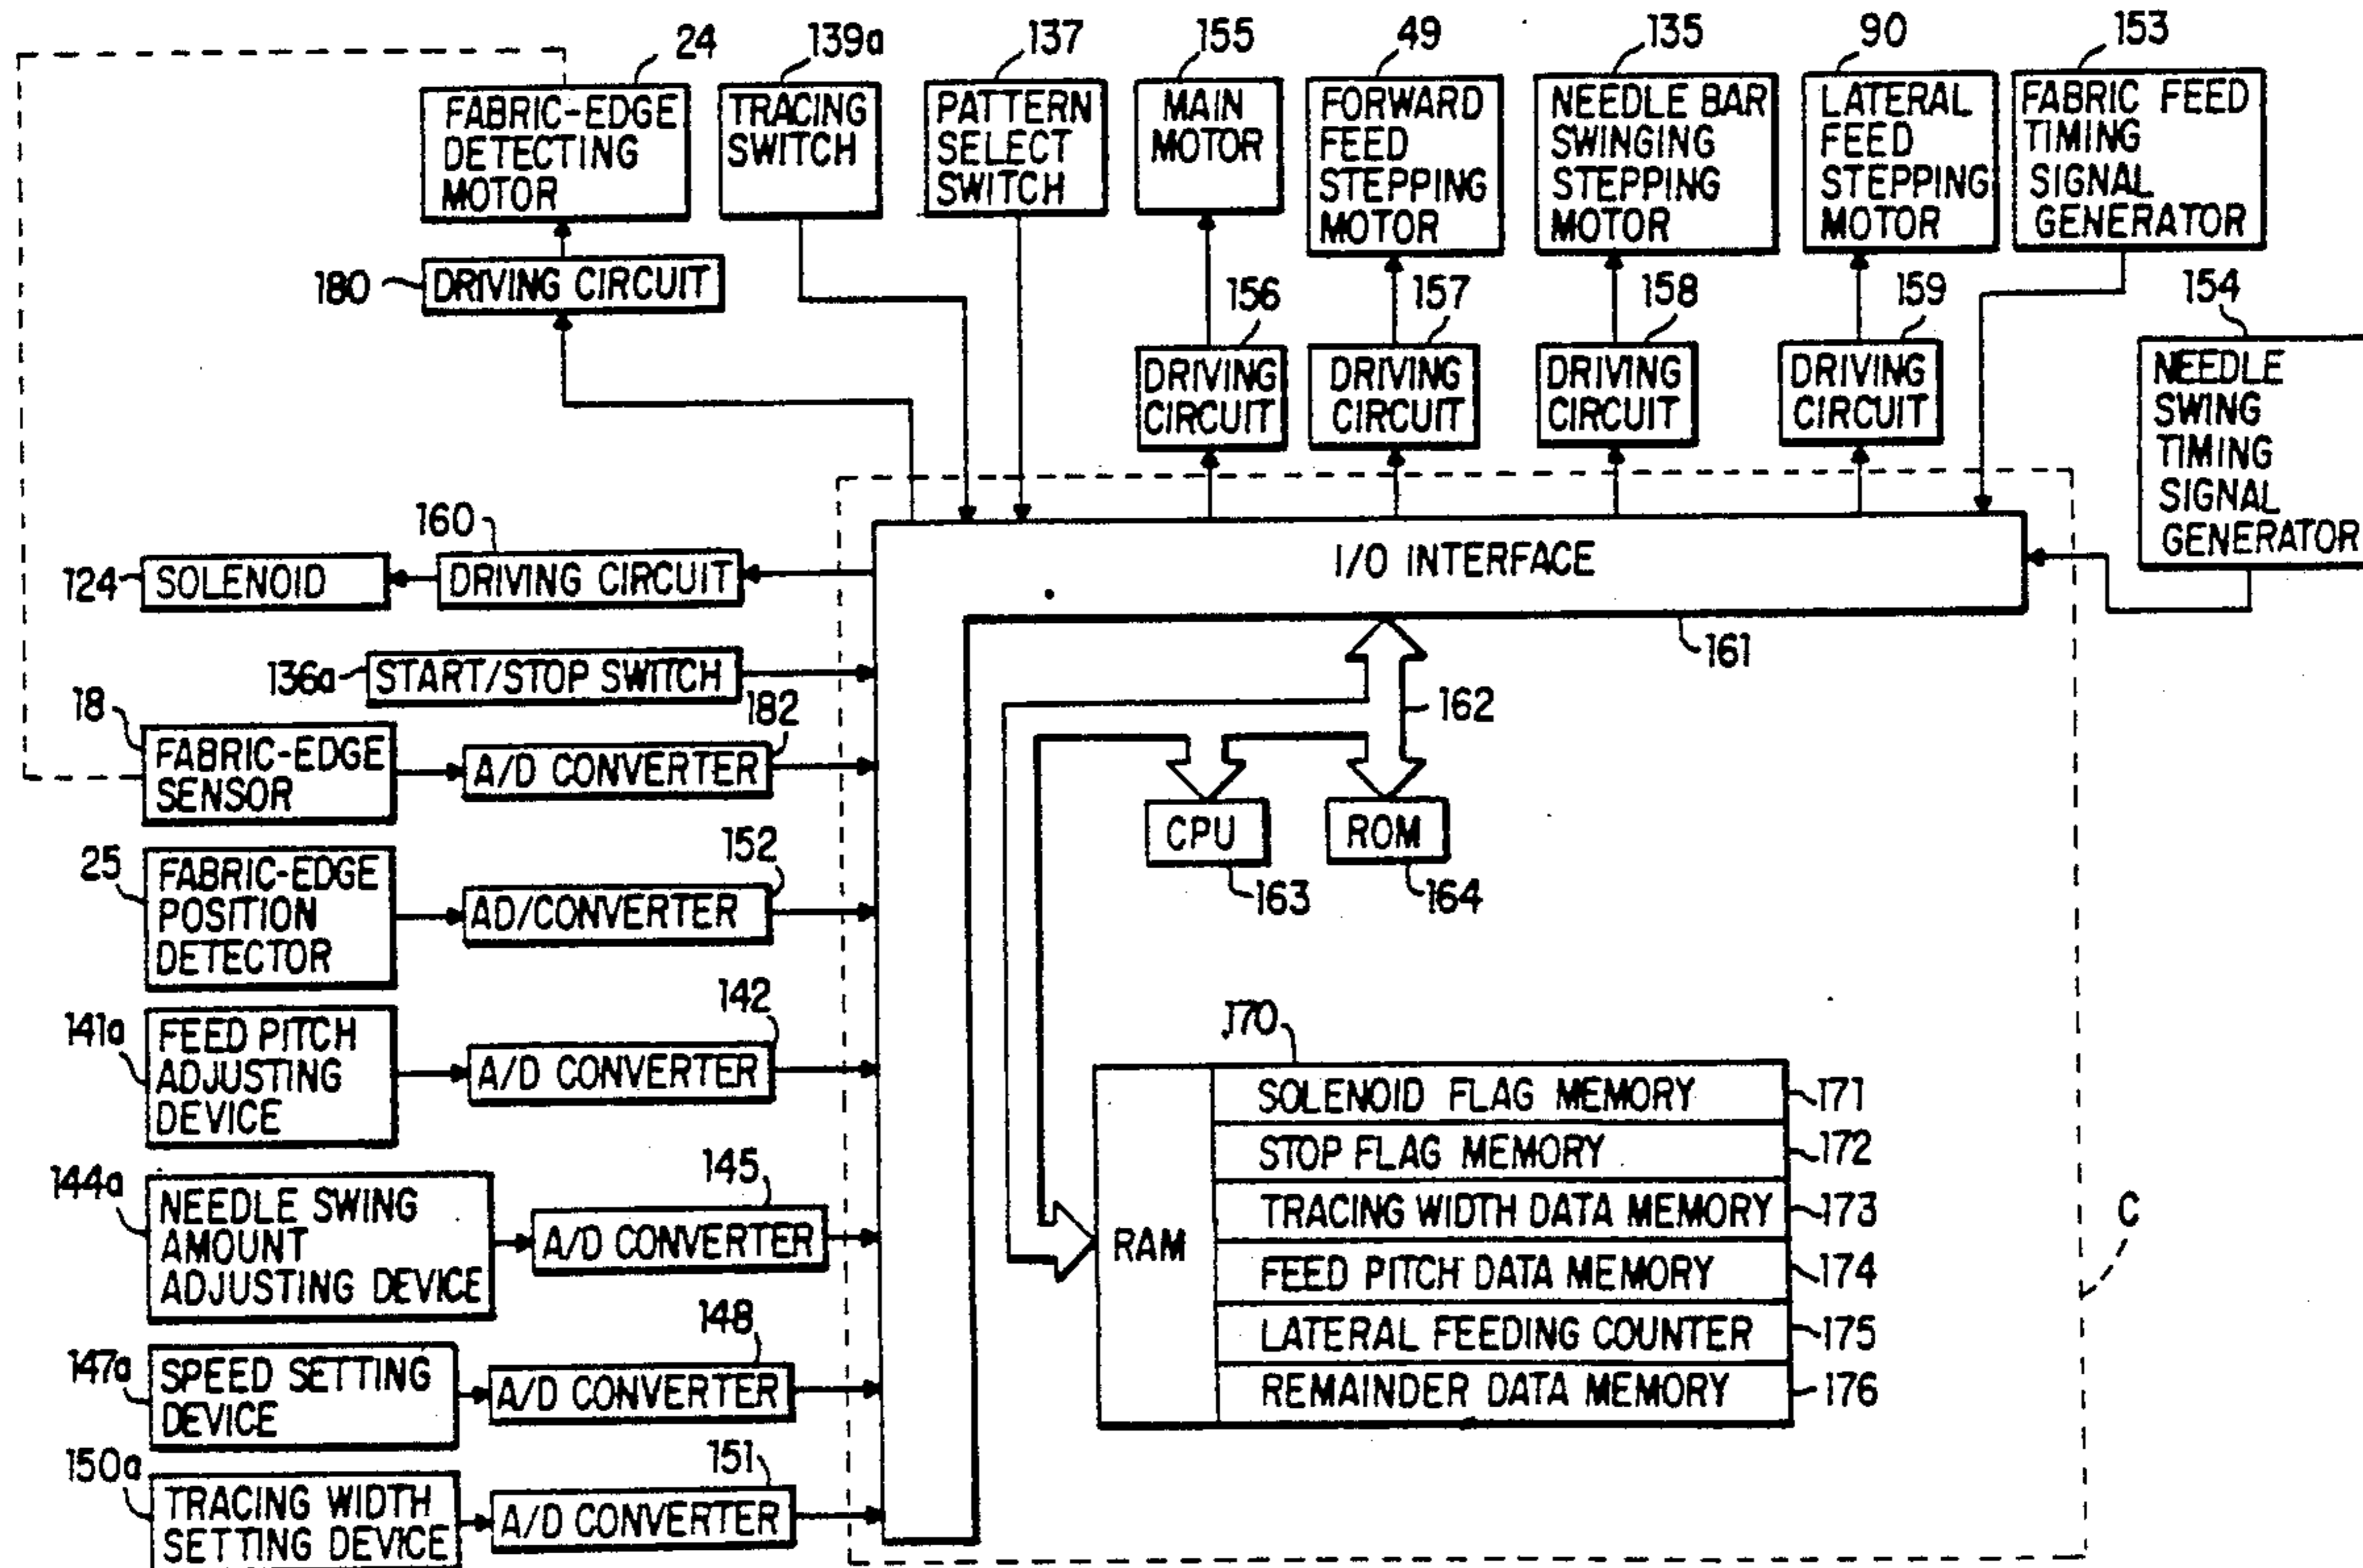 24
139a
137
155
49
135
90
153
FABRIC-EDGE
DETECTING
MOTOR
TRACING
SWITCH
PATTERN
SELECT
SWITCH
MAIN
MOTOR
FORWARD
FEED
STEPPING
MOTOR
NEEDLE BAR
SWINGING
STEPPING
MOTOR
LATERAL
FEED
STEPPING
MOTOR
FABRIC FEED
TIMING
SIGNAL
GENERATOR
180
DRIVING CIRCUIT
156
157
158
159
154
DRIVING
CIRCUIT
DRIVING
CIRCUIT
DRIVING
CIRCUIT
DRIVING
CIRCUIT
NEEDLE
SWING
TIMING
SIGNAL
GENERATOR
160
124
SOLENOID
DRIVING CIRCUIT
I/O INTERFACE
161
136a
START/STOP SWITCH
18
182
162
FABRIC-EDGE
SENSOR
A/D CONVERTER
CPU
163
ROM
164
25
152
FABRIC-EDGE
POSITION
DETECTOR
AD/CONVERTER
141a
142
FEED PITCH
ADJUSTING
DEVICE
A/D CONVERTER
170
RAM
SOLENOID FLAG MEMORY 171
STOP FLAG MEMORY 172
TRACING WIDTH DATA MEMORY 173
FEED PITCH DATA MEMORY 174
LATERAL FEEDING COUNTER 175
REMAINDER DATA MEMORY 176
C
144a
145
NEEDLE SWING
AMOUNT
ADJUSTING DEVICE
A/D CONVERTER
147a
148
SPEED SETTING
DEVICE
A/D CONVERTER
150a
151
TRACING WIDTH
SETTING DEVICE
A/D CONVERTER